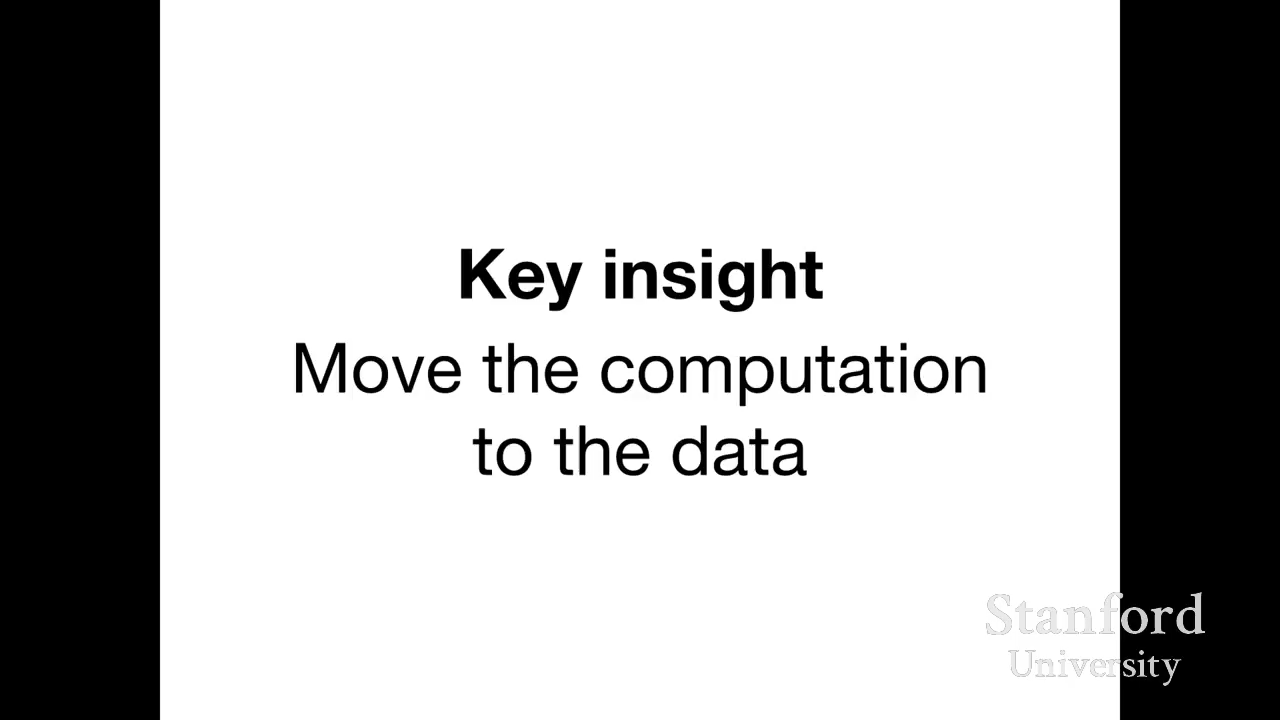 Key insight
Move the computation
to the data
Stanford
University